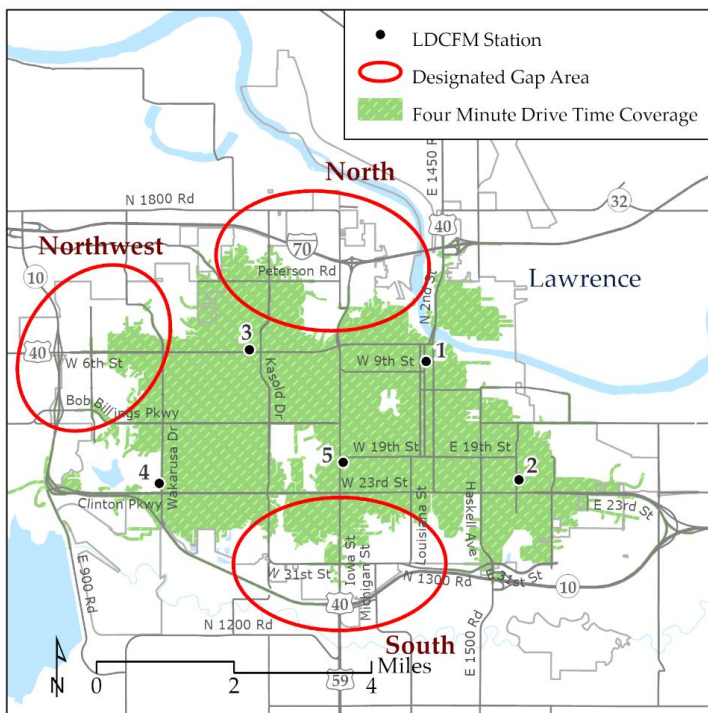 LDCFM Station
Designated Gap Area
Four Minute Drive Time Coverage
E 1450 Rd
North
N 1800 Rd
32
40
70
Northwest
10
Peterson Rd
N 2nd St
Lawrence
3
1
40
W 6th St
W 9th St
Kasold Dr
Bob Billings Pkwy
Wakarusa Dr
W 19th St
E 19th St
5
4
2
W 23rd St
Clinton Pkwy
E 23rd St
Louisiana St
Haskell Ave
Iowa St
Michigan St
W 31st St
E 31st St
N 1300 Rd
10
E 900 Rd
40
N 1200 Rd
South
E 1500 Rd
Miles
N
0
2
4
59